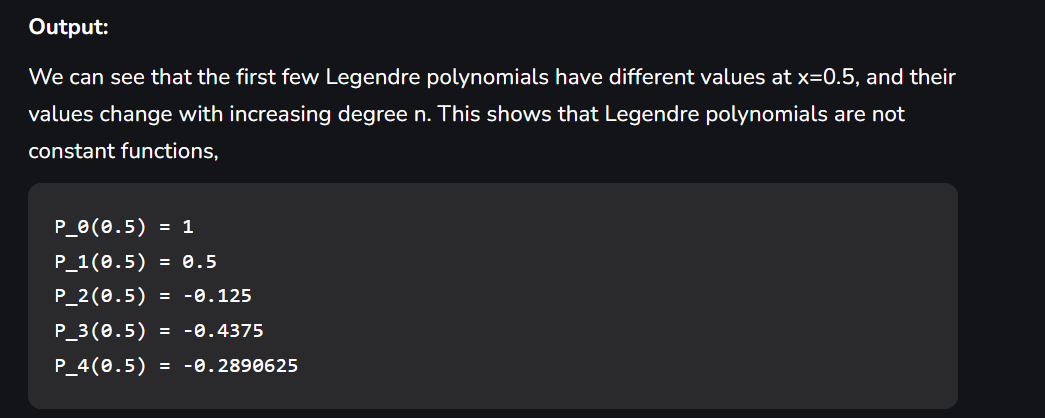 Output:
We can see that the first few Legendre polynomials have different values at x=0.5, and their
values change with increasing degree n. This shows that Legendre polynomials are not
constant functions,
P_0(0.5) = 1
P_1(0.5) = 0.5
P_2(0.5) = -0.125
P_3(0.5) = -0.4375
P_4(0.5) = -0.2890625